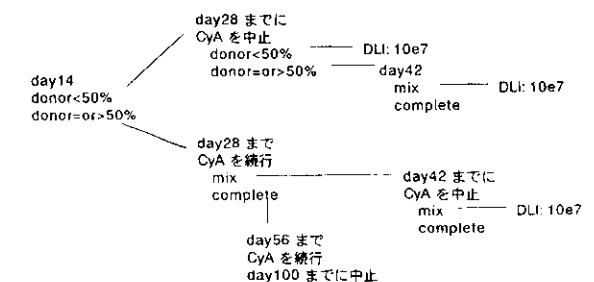 day14
donor<50%
donor=or>50%
day28 までに
CyA を中止
donor<50%
DLI: 10e7
donor=or>50%
day42
mix
DLI: 10e7
complete
day28 まで
CyA を続行
mix
complete
day42 までに
CyA を中止
mix
DLI: 10e7
complete
day56 まで
CyA を続行
day100 までに中止